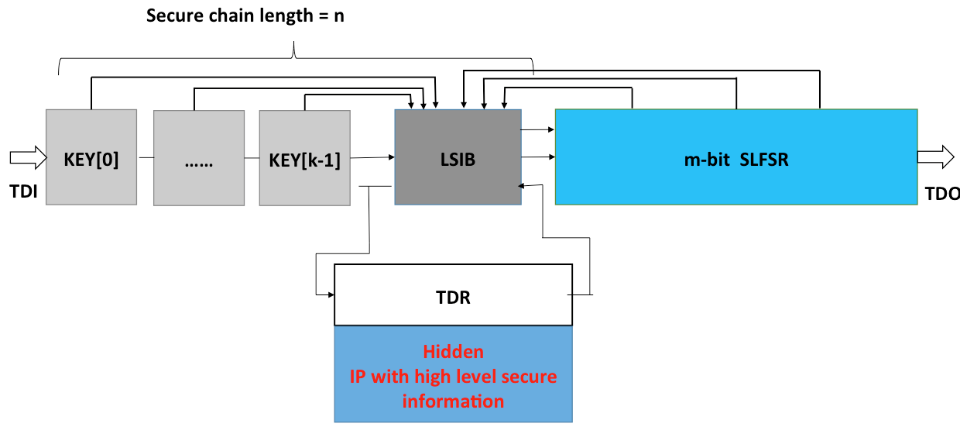 Secure chain length = n
KEY[0]
......
KEY[k-1]
LSIB
m-bit SLFSR
TDI
TDO
TDR
Hidden
IP with high level secure
information